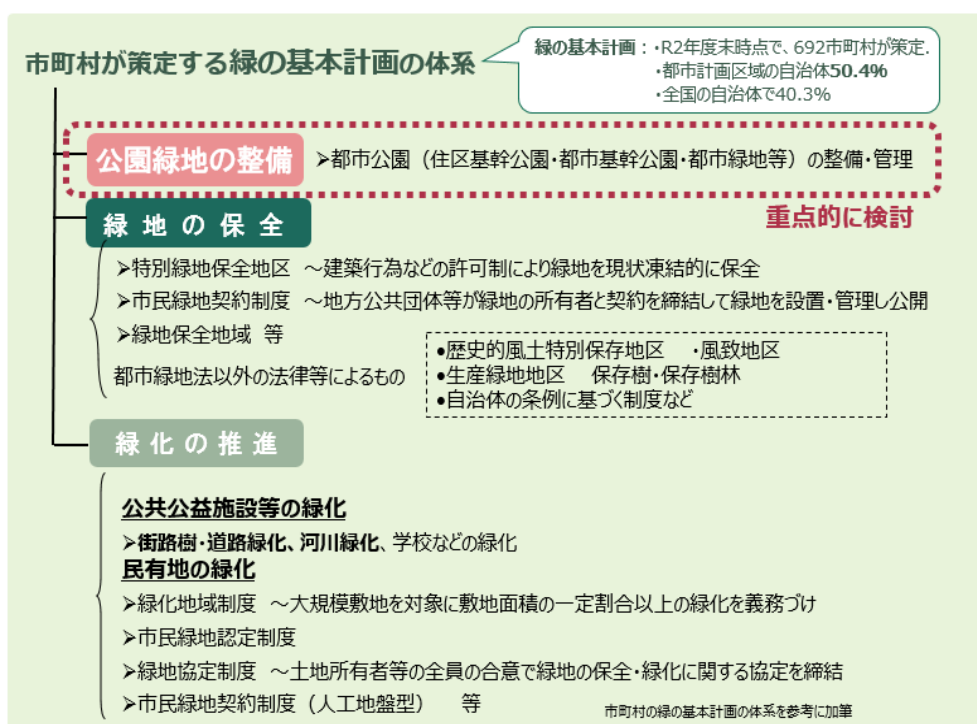 市町村が策定する緑の基本計画の体系
緑の基本計画：・R2年度末時点で、692市町村が策定.
・都市計画区域の自治体50.4%
・全国の自治体で40.3%
公園緑地の整備
➢都市公園（住区基幹公園・都市基幹公園・都市緑地等）の整備・管理
重点的に検討
緑地の保全
➢特別緑地保全地区 ～建築行為などの許可制により緑地を現状凍結的に保全
➢市民緑地契約制度 ～地方公共団体等が緑地の所有者と契約を締結して緑地を設置・管理し公開
➢緑地保全地域 等
都市緑地法以外の法律等によるもの
●歴史的風土特別保存地区 ・風致地区
●生産緑地地区 保存樹・保存樹林
●自治体の条例に基づく制度など
緑化の推進
公共公益施設等の緑化
➢街路樹・道路緑化、河川緑化、学校などの緑化
民有地の緑化
➢緑化地域制度 ～大規模敷地を対象に敷地面積の一定割合以上の緑化を義務づけ
➢市民緑地認定制度
➢緑地協定制度 ～土地所有者等の全員の合意で緑地の保全・緑化に関する協定を締結
➢市民緑地契約制度（人工地盤型） 等
市町村の緑の基本計画の体系を参考に加筆